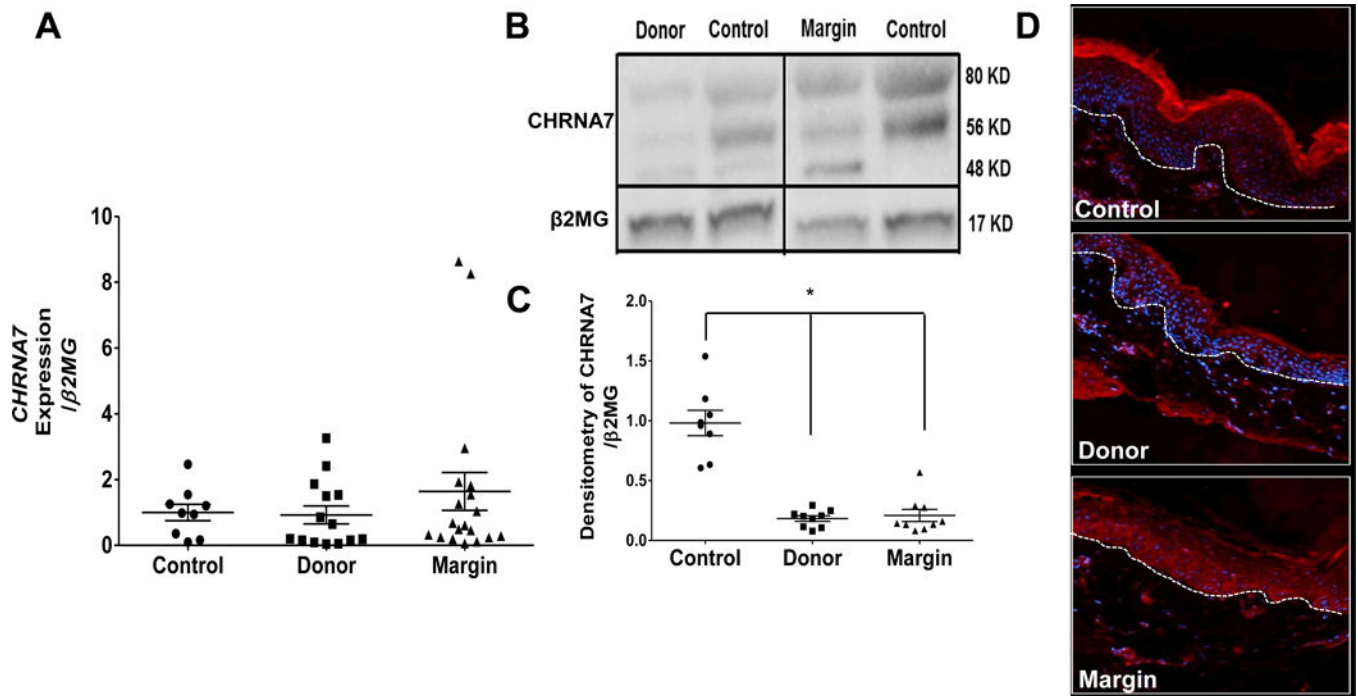 A
CHRNA7
Expression
/β2MG
10
8
6
4
2
0
Control
Donor
Margin
B
Donor
Control
Margin
Control
CHRNA7
80 KD
56 KD
48 KD
β2MG
17 KD
C
Densitometry of CHRNA7
/β2MG
2.0
1.5
1.0
0.5
0.0
*
Control
Donor
Margin
D
Control
Donor
Margin